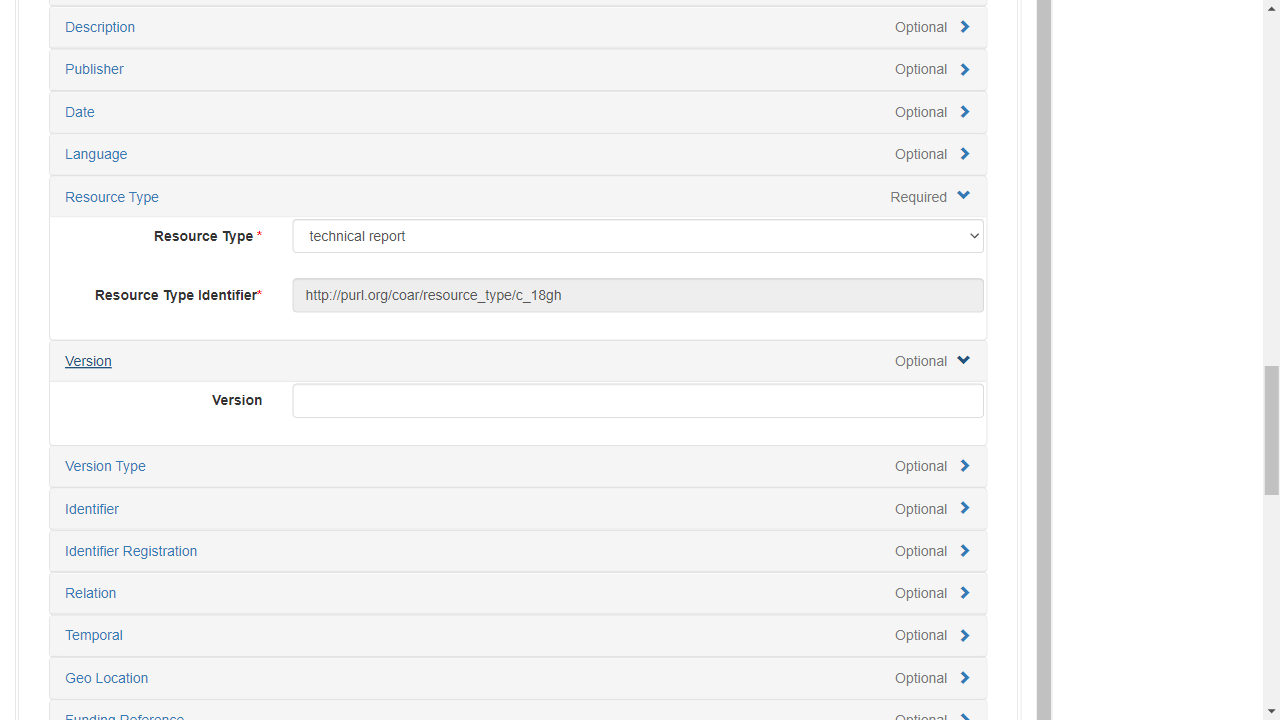 Description Optional
Publisher Optional
Date Optional
Language Optional
Resource Type Required
Resource Type * technical report
Resource Type Identifier* http://purl.org/coar/resource_type/c_18gh
Version Optional
Version
Version Type Optional
Identifier Optional
Identifier Registration Optional
Relation Optional
Temporal Optional
Geo Location Optional
Funding Reference Optional